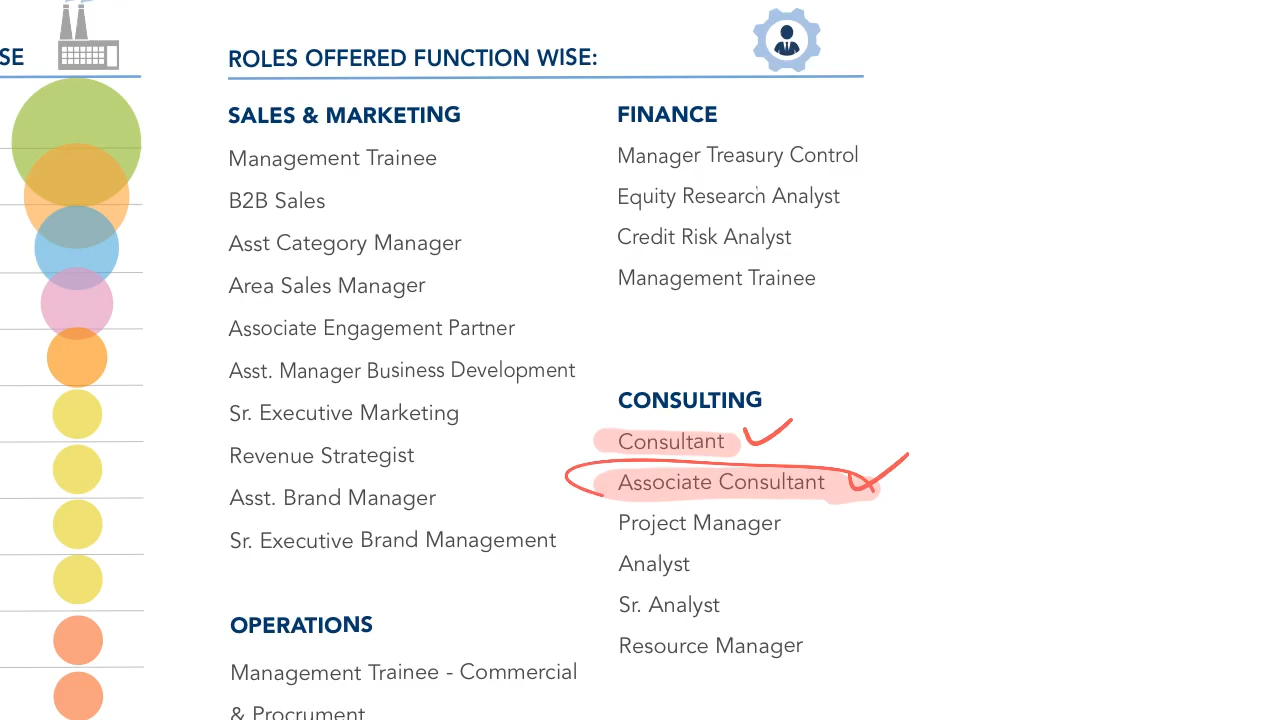 SE
ROLES OFFERED FUNCTION WISE:
SALES & MARKETING
Management Trainee
B2B Sales
Asst Category Manager
Area Sales Manager
Associate Engagement Partner
Asst. Manager Business Development
Sr. Executive Marketing
Revenue Strategist
Asst. Brand Manager
Sr. Executive Brand Management
OPERATIONS
Management Trainee - Commercial
& Procrument
FINANCE
Manager Treasury Control
Equity Research Analyst
Credit Risk Analyst
Management Trainee
CONSULTING
Consultant
Associate Consultant
Project Manager
Analyst
Sr. Analyst
Resource Manager